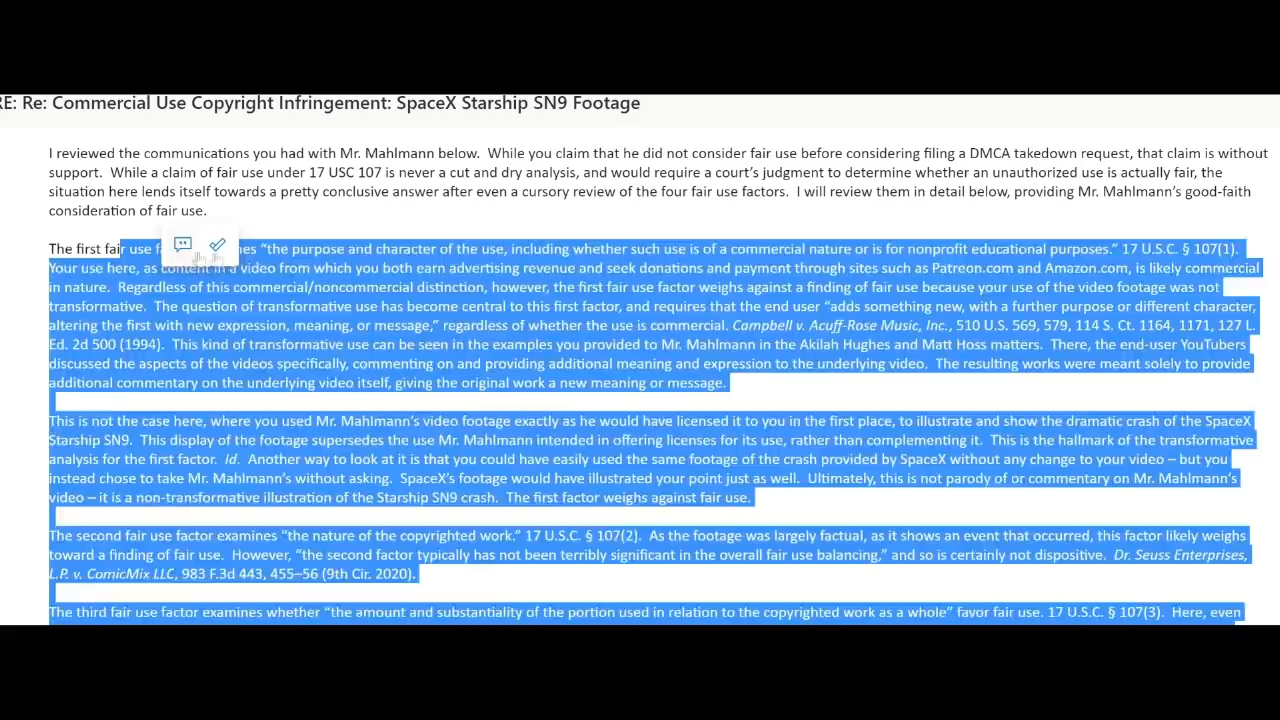 RE: Re: Commercial Use Copyright Infringement: SpaceX Starship SN9 Footage
I reviewed the communications you had with Mr. Mahlmann below. While you claim that he did not consider fair use before considering filing a DMCA takedown request, that claim is without
support. While a claim of fair use under 17 USC 107 is never a cut and dry analysis, and would require a court's judgment to determine whether an unauthorized use is actually fair, the
situation here lends itself towards a pretty conclusive answer after even a cursory review of the four fair use factors. I will review them in detail below, providing Mr. Mahlmann's good-faith
consideration of fair use.
The first fair use “the purpose and character of the use, including whether such use is of a commercial nature or is for nonprofit educational purposes.” 17 U.S.C. § 107(1).
Your use here, as content in a video from which you both earn advertising revenue and seek donations and payment through sites such as Patreon.com and Amazon.com, is likely commercial
in nature. Regardless of this commercial/noncommercial distinction, however, the first fair use factor weighs against a finding of fair use because your use of the video footage was not
transformative. The question of transformative use has become central to this first factor, and requires that the end user “adds something new, with a further purpose or different character,
altering the first with new expression, meaning, or message,” regardless of whether the use is commercial. Campbell v. Acuff-Rose Music, Inc., 510 U.S. 569, 579, 114 S. Ct. 1164, 1171, 127 L.
Ed. 2d 500 (1994). This kind of transformative use can be seen in the examples you provided to Mr. Mahlmann in the Akilah Hughes and Matt Hoss matters. There, the end-user YouTubers
discussed the aspects of the videos specifically, commenting on and providing additional meaning and expression to the underlying video. The resulting works were meant solely to provide
additional commentary on the underlying video itself, giving the original work a new meaning or message.
This is not the case here, where you used Mr. Mahlmann's video footage exactly as he would have licensed it to you in the first place, to illustrate and show the dramatic crash of the SpaceX
Starship SN9. This display of the footage supersedes the use Mr. Mahlmann intended in offering licenses for its use, rather than complementing it. This is the hallmark of the transformative
analysis for the first factor. Id. Another way to look at it is that you could have easily used the same footage of the crash provided by SpaceX without any change to your video – but you
instead chose to take Mr. Mahlmann's without asking. SpaceX's footage would have illustrated your point just as well. Ultimately, this is not parody of or commentary on Mr. Mahlmann's
video – it is a non-transformative illustration of the Starship SN9 crash. The first factor weighs against fair use.
The second fair use factor examines “the nature of the copyrighted work.” 17 U.S.C. § 107(2). As the footage was largely factual, as it shows an event that occurred, this factor likely weighs
toward a finding of fair use. However, “the second factor typically has not been terribly significant in the overall fair use balancing,” and so is certainly not dispositive. Dr. Seuss Enterprises,
L.P. v. ComicMix LLC, 983 F.3d 443, 455–56 (9th Cir. 2020).
The third fair use factor examines whether “the amount and substantiality of the portion used in relation to the copyrighted work as a whole” favor fair use. 17 U.S.C. § 107(3). Here, even